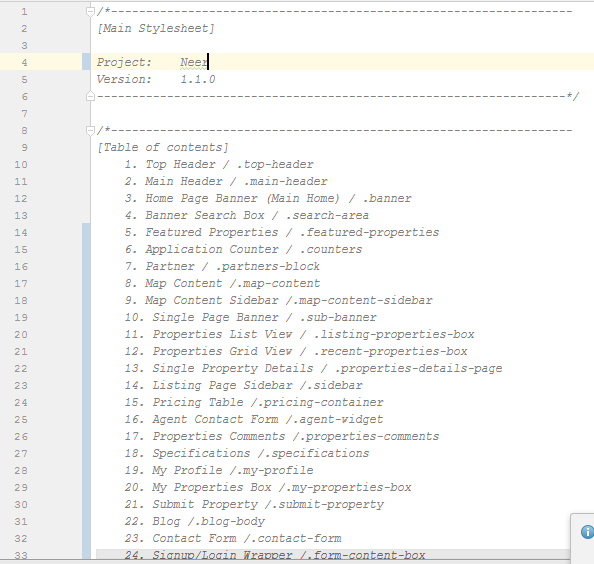 1 /*------------------------------------------------------------------
2 [Main Stylesheet]
3
4 Project:    Neer
5 Version:    1.1.0
6 -------------------------------------------------------------------*/
7
8 /*------------------------------------------------------------------
9 [Table of contents]
10 1. Top Header / .top-header
11 2. Main Header / .main-header
12 3. Home Page Banner (Main Home) / .banner
13 4. Banner Search Box / .search-area
14 5. Featured Properties / .featured-properties
15 6. Application Counter / .counters
16 7. Partner / .partners-block
17 8. Map Content /.map-content
18 9. Map Content Sidebar /.map-content-sidebar
19 10. Single Page Banner / .sub-banner
20 11. Properties List View / .listing-properties-box
21 12. Properties Grid View / .recent-properties-box
22 13. Single Property Details / .properties-details-page
23 14. Listing Page Sidebar /.sidebar
24 15. Pricing Table /.pricing-container
25 16. Agent Contact Form /.agent-widget
26 17. Properties Comments /.properties-comments
27 18. Specifications /.specifications
28 19. My Profile /.my-profile
29 20. My Properties Box /.my-properties-box
30 21. Submit Property /.submit-property
31 22. Blog /.blog-body
32 23. Contact Form /.contact-form
33 24. Signup/Login Wrapper /.form-content-box